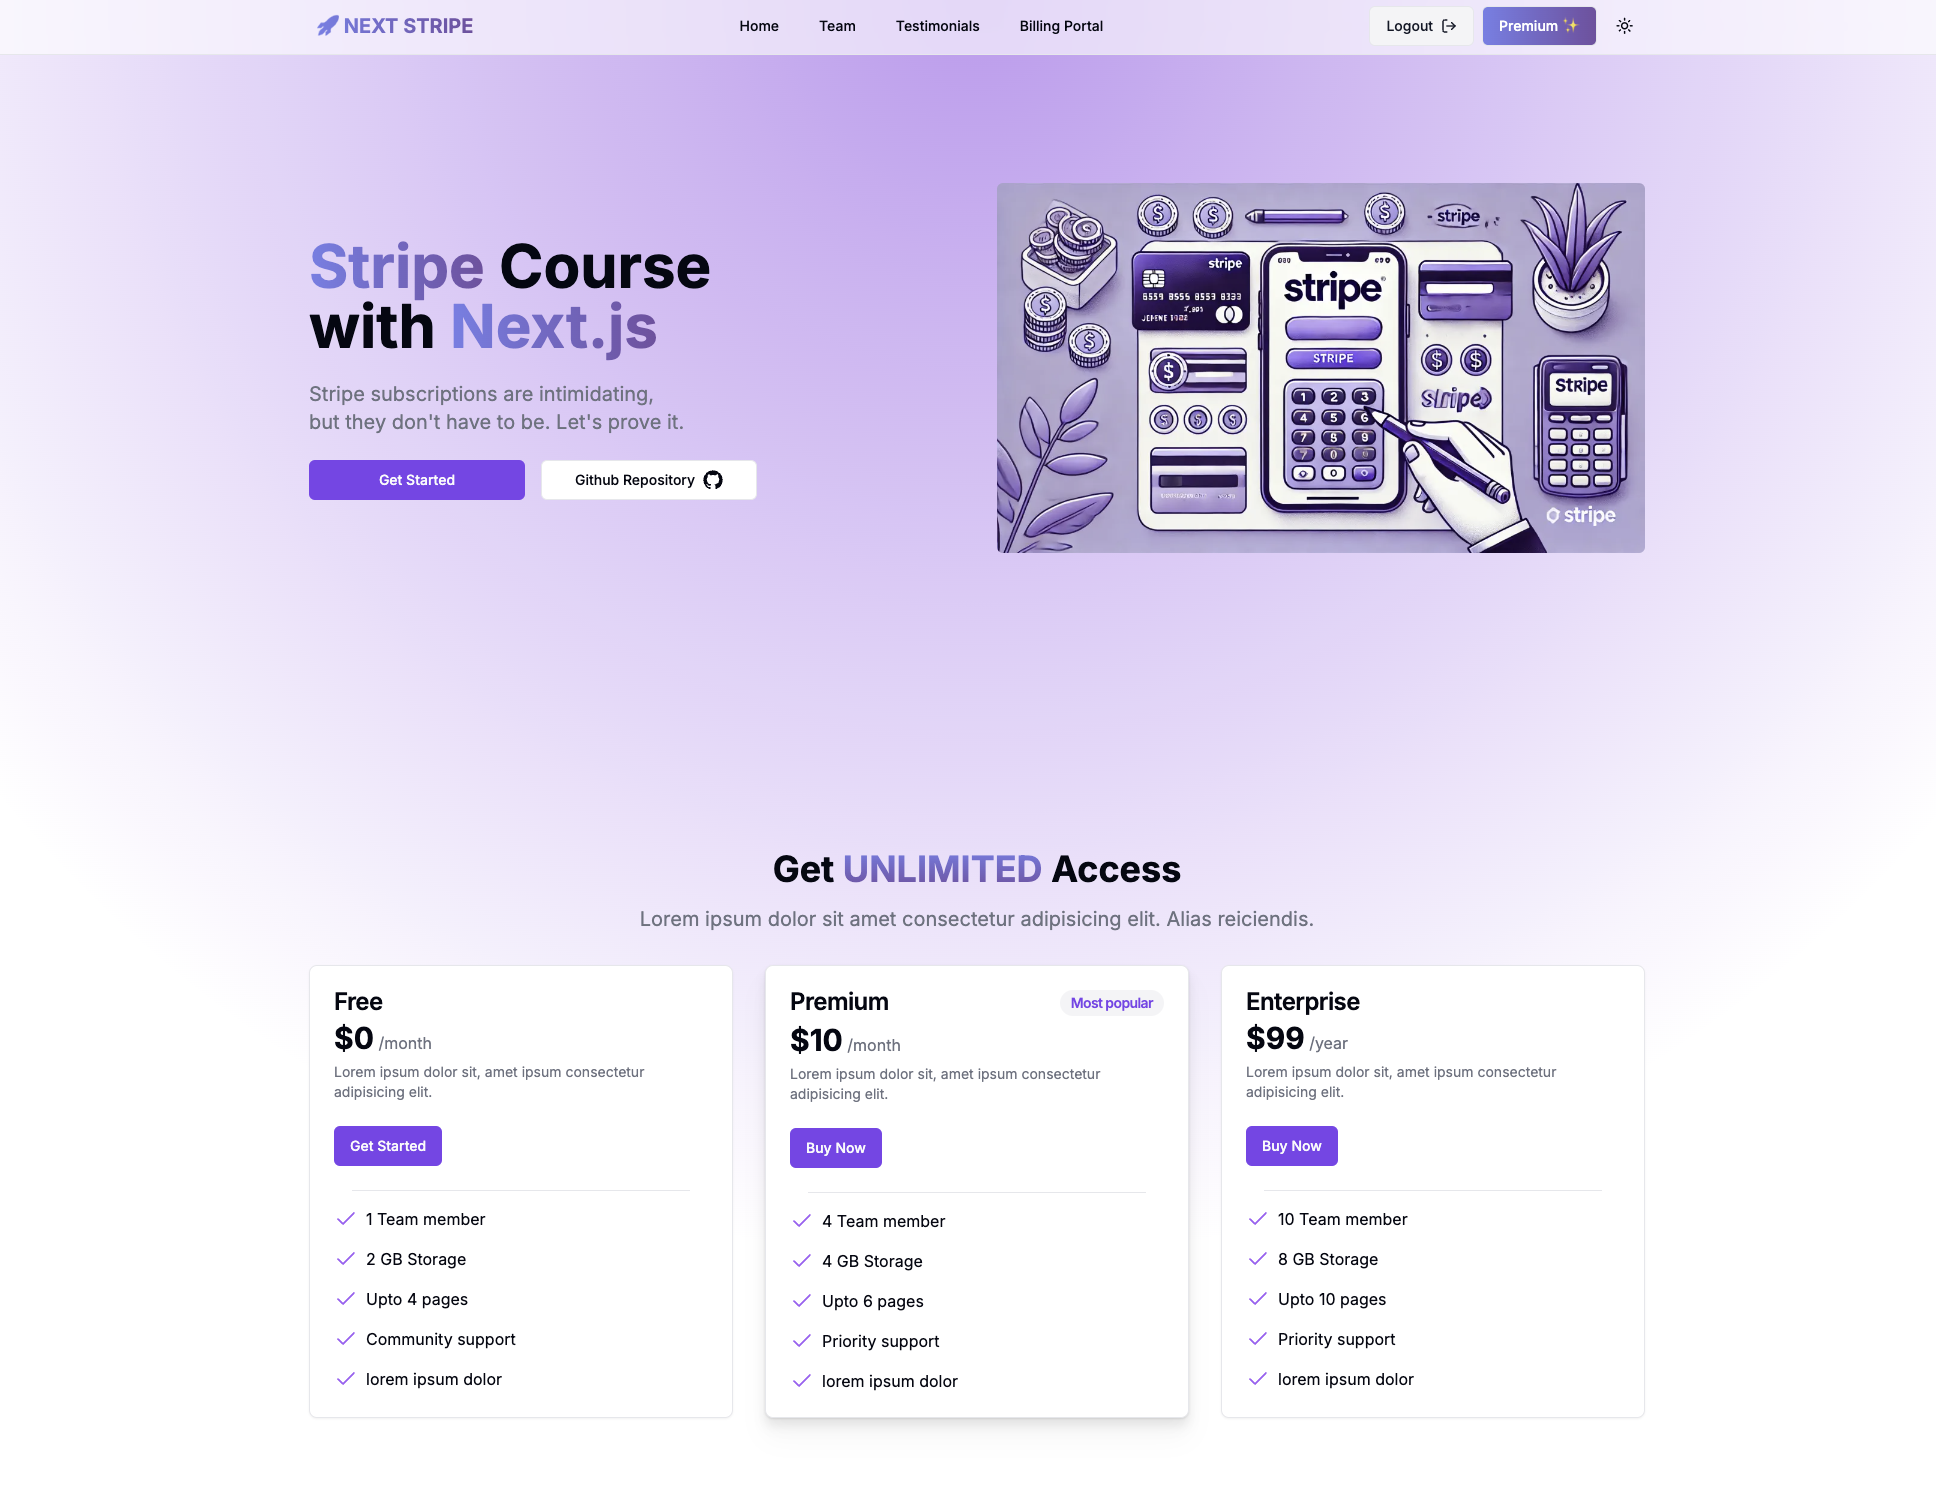 NEXT STRIPE
Home
Team
Testimonials
Billing Portal
Logout
Premium ✨
Stripe Course
with Next.js
Stripe subscriptions are intimidating,
but they don't have to be. Let's prove it.
Get Started
Github Repository
stripe
stripe
stripe
STRIPE
1 2 3
4 5 6
stripe
stripe
Get UNLIMITED Access
Lorem ipsum dolor sit amet consectetur adipisicing elit. Alias reiciendis.
Free
$0 /month
Lorem ipsum dolor sit, amet ipsum consectetur
adipisicing elit.
Get Started
1 Team member
2 GB Storage
Upto 4 pages
Community support
lorem ipsum dolor
Premium
Most popular
$10 /month
Lorem ipsum dolor sit, amet ipsum consectetur
adipisicing elit.
Buy Now
4 Team member
4 GB Storage
Upto 6 pages
Priority support
lorem ipsum dolor
Enterprise
$99 /year
Lorem ipsum dolor sit, amet ipsum consectetur
adipisicing elit.
Buy Now
10 Team member
8 GB Storage
Upto 10 pages
Priority support
lorem ipsum dolor